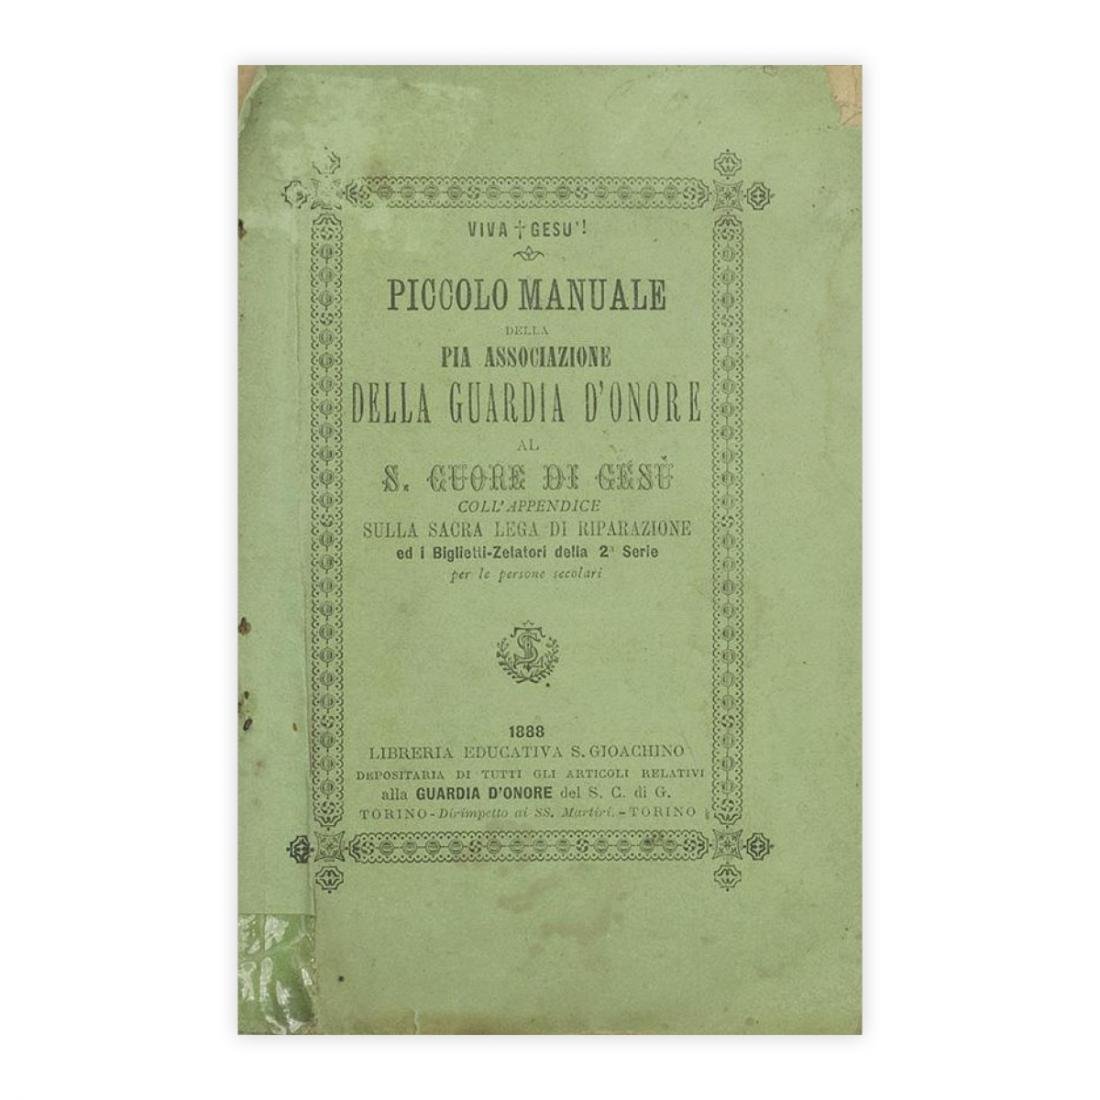 VIVA † GESU'!
PICCOLO MANUALE
DELLA
PIA ASSOCIAZIONE
DELLA GUARDIA D'ONORE
AL
S. CUORE DI GESÙ
COLL'APPENDICE
SULLA SACRA LEGA DI RIPARAZIONE
ed i Biglietti-Zelatori della 2ª Serie
per le persone secolari
1888
LIBRERIA EDUCATIVA S. GIOACHINO
DEPOSITARIA DI TUTTI GLI ARTICOLI RELATIVI
alla GUARDIA D'ONORE del S. C. di G.
TORINO - Dirimpetto ai SS. Martiri. - TORINO